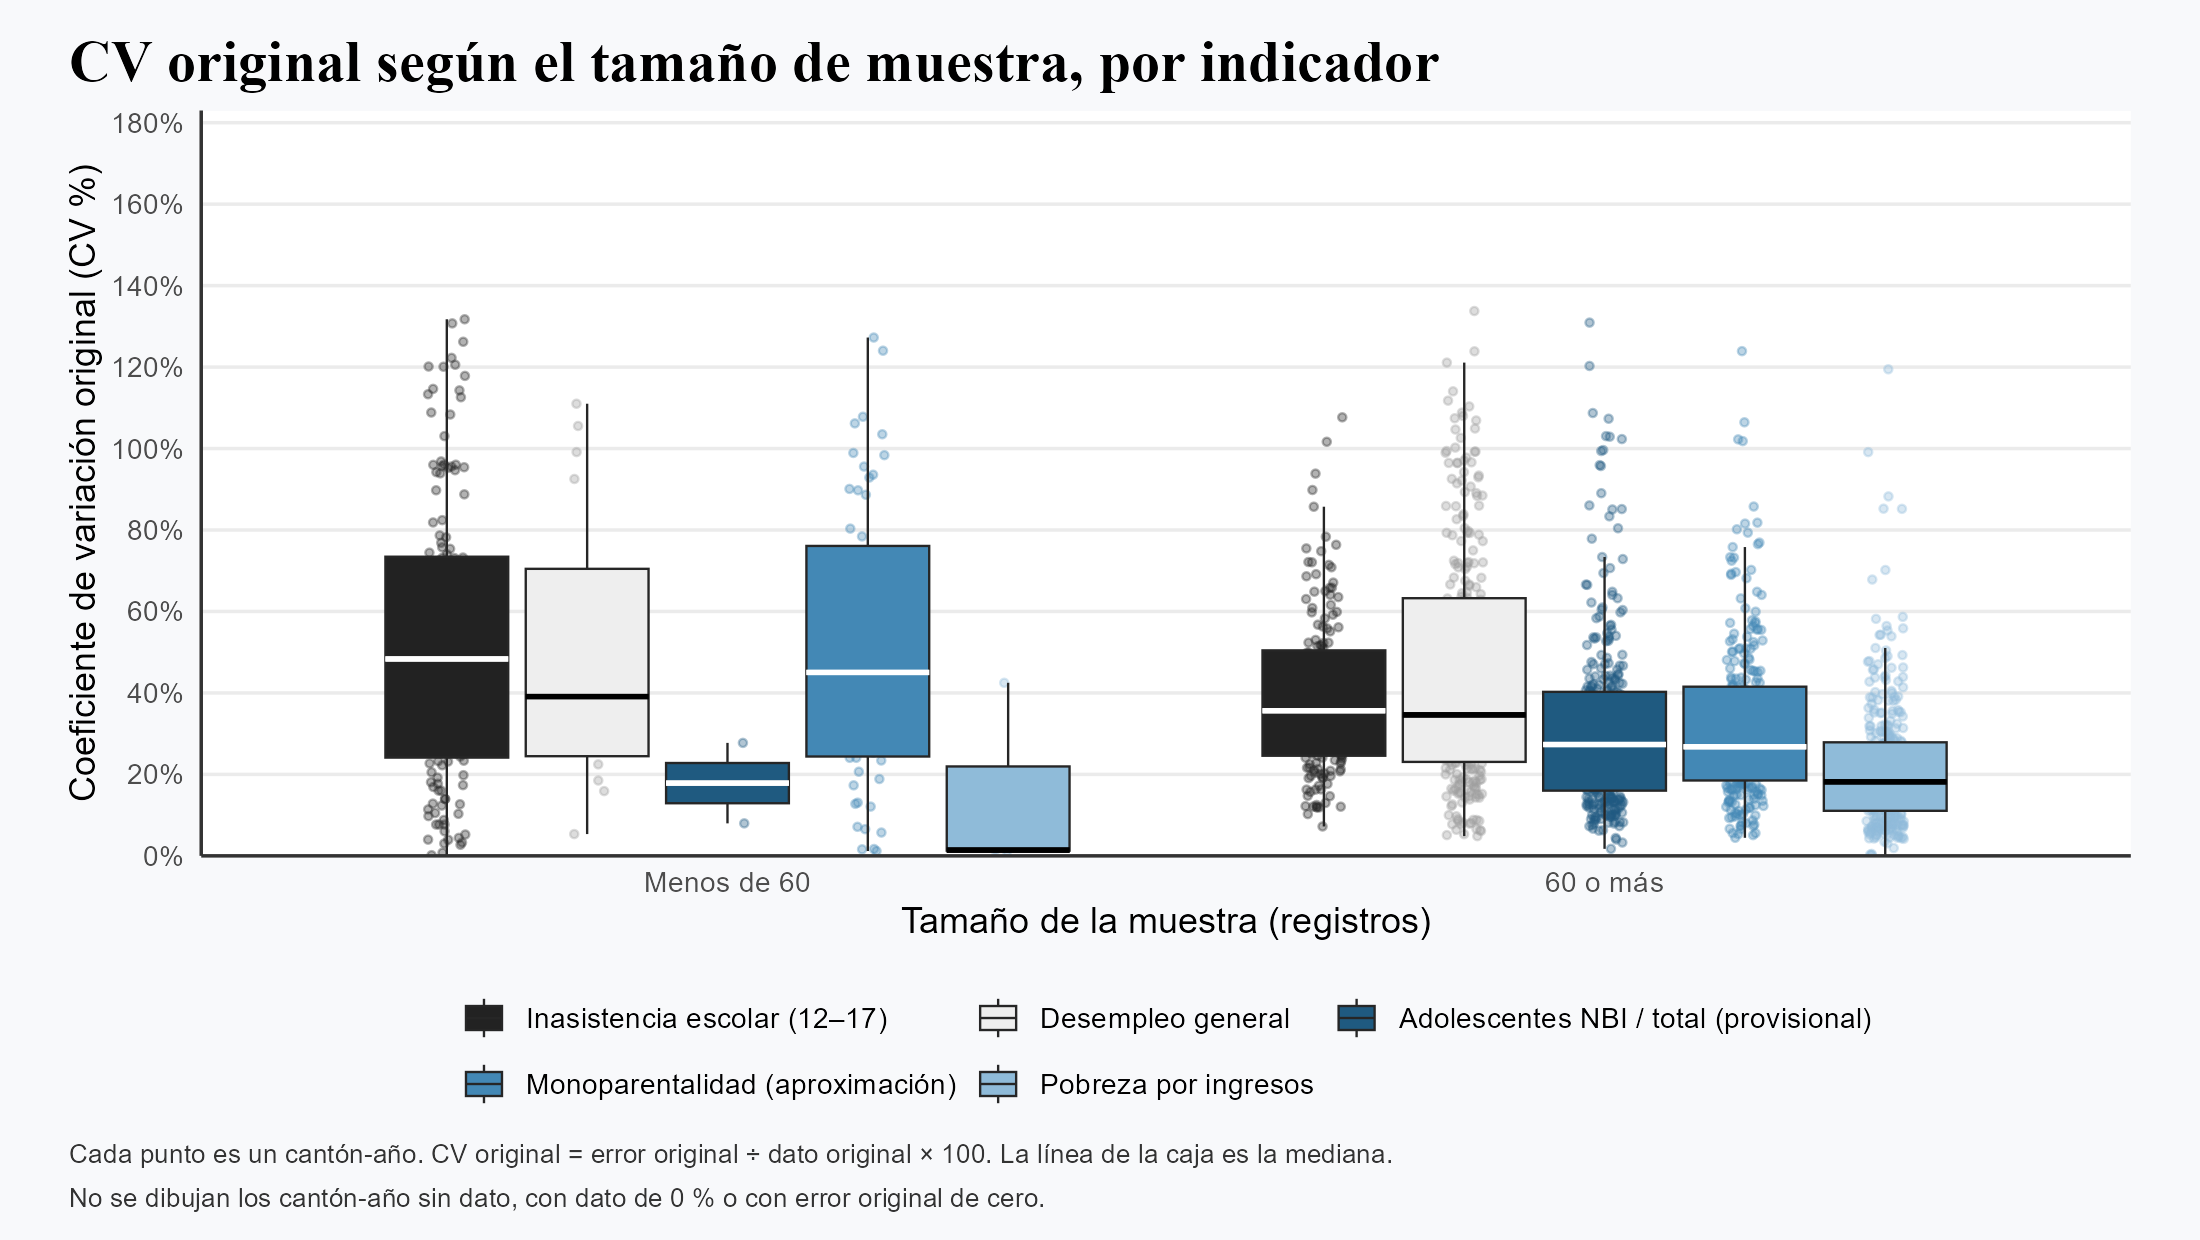 CV original según el tamaño de muestra, por indicador
Coeficiente de variación original (CV %)
180%
160%
140%
120%
100%
80%
60%
40%
20%
0%
Menos de 60
60 o más
Tamaño de la muestra (registros)
Inasistencia escolar (12–17)
Desempleo general
Adolescentes NBI / total (provisional)
Monoparentalidad (aproximación)
Pobreza por ingresos
Cada punto es un cantón-año. CV original = error original ÷ dato original × 100. La línea de la caja es la mediana.
No se dibujan los cantón-año sin dato, con dato de 0 % o con error original de cero.